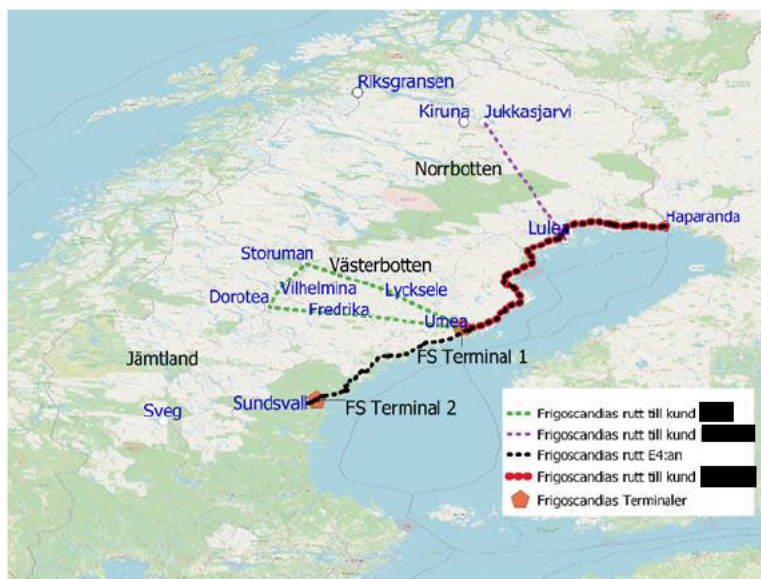 Riksgransen
Kiruna
Jukkasjarvi
Norrbotten
Lulea
Haparanda
Storuman
Västerbotten
Vilhelmina
Lycksele
Dorotea
Fredrika
Umea
FS Terminal 1
Jämtland
Sundsvall
FS Terminal 2
Sveg
Frigoscandias rutt till kund
Frigoscandias rutt till kund
Frigoscandias rutt E4:an
Frigoscandias rutt till kund
Frigoscandias Terminaler